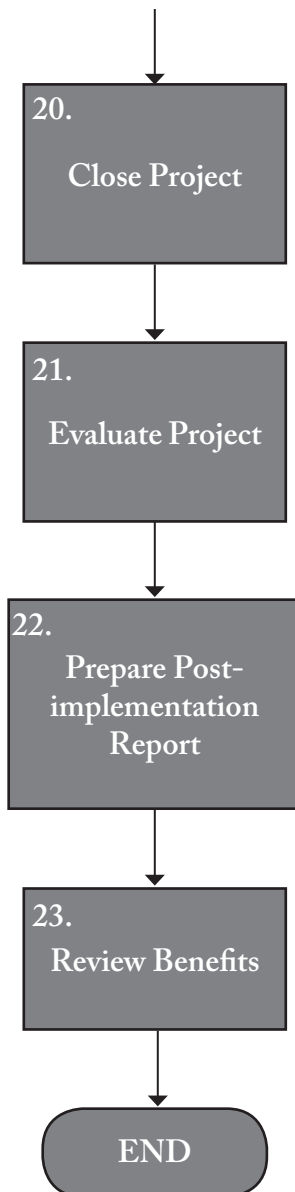 20.
Close Project
21.
Evaluate Project
22.
Prepare Post-
implementation
Report
23.
Review Benefits
END